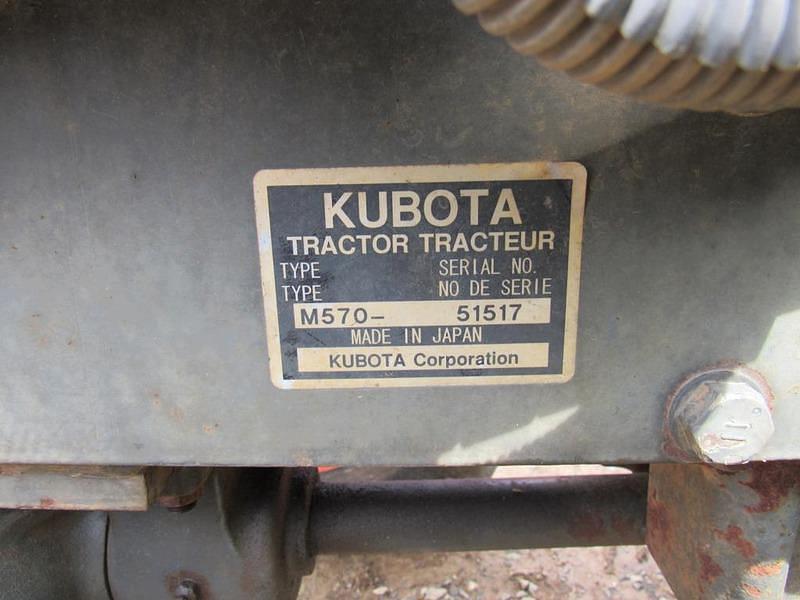 KUBOTA
TRACTOR TRACTEUR
TYPE SERIAL NO.
TYPE NO DE SERIE
M570- 51517
MADE IN JAPAN
KUBOTA Corporation